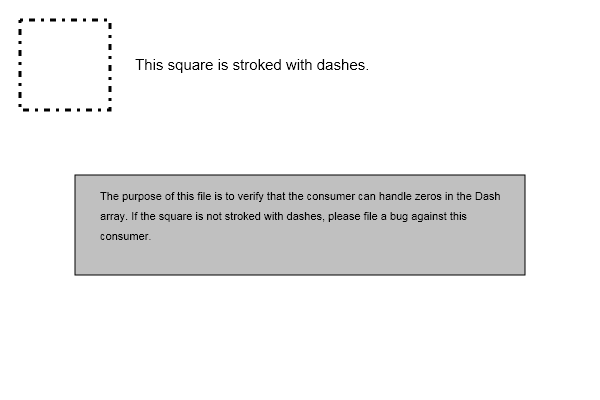 This square is stroked with dashes.
The purpose of this file is to verify that the consumer can handle zeros in the Dash
array. If the square is not stroked with dashes, please file a bug against this
consumer.